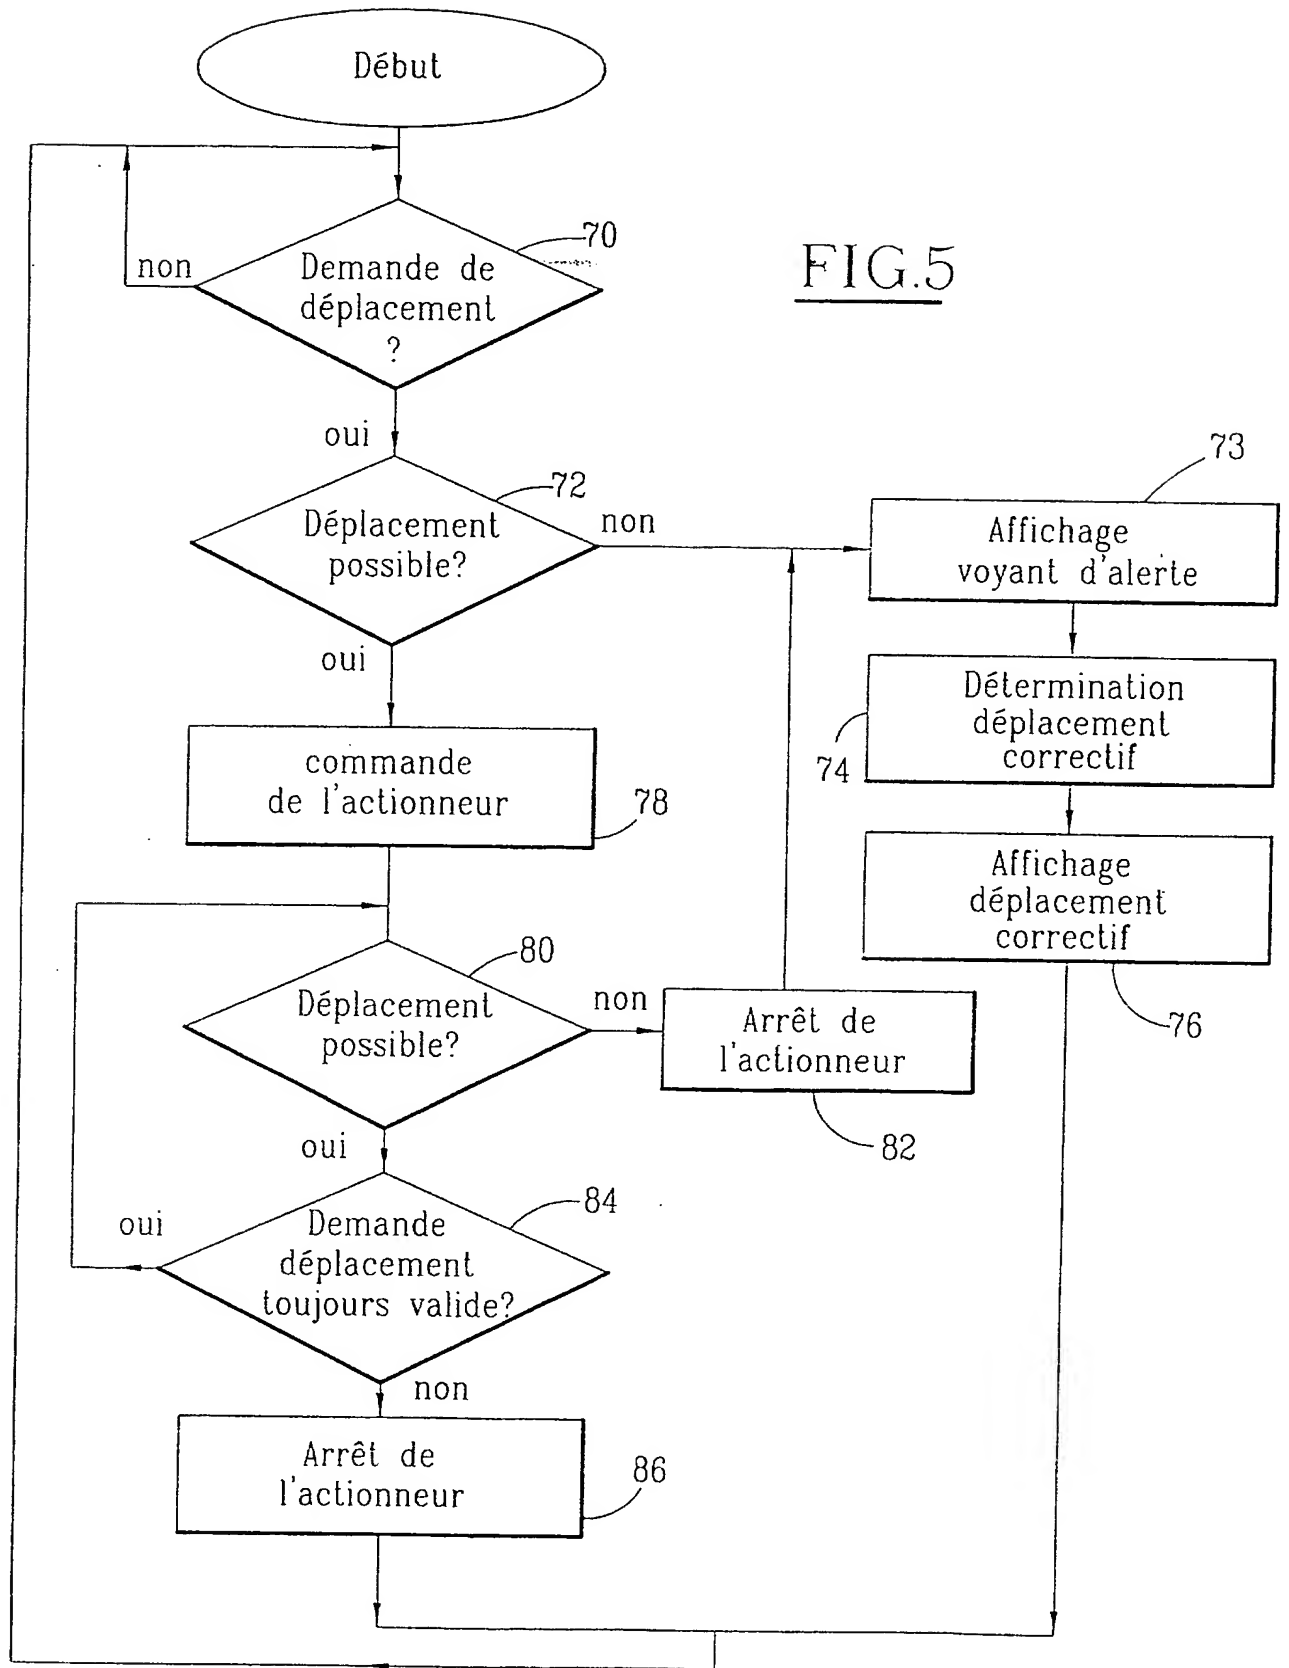 Début
70
FIG.5
non
Demande de
déplacement
?
oui
72
73
Déplacement
possible?
non
Affichage
voyant d'alerte
oui
Détermination
déplacement
correctif
74
commande
de l'actionneur
78
Affichage
déplacement
correctif
80
76
Déplacement
possible?
non
Arrêt de
l'actionneur
82
oui
84
oui
Demande
déplacement
toujours valide?
non
Arrêt de
l'actionneur
86